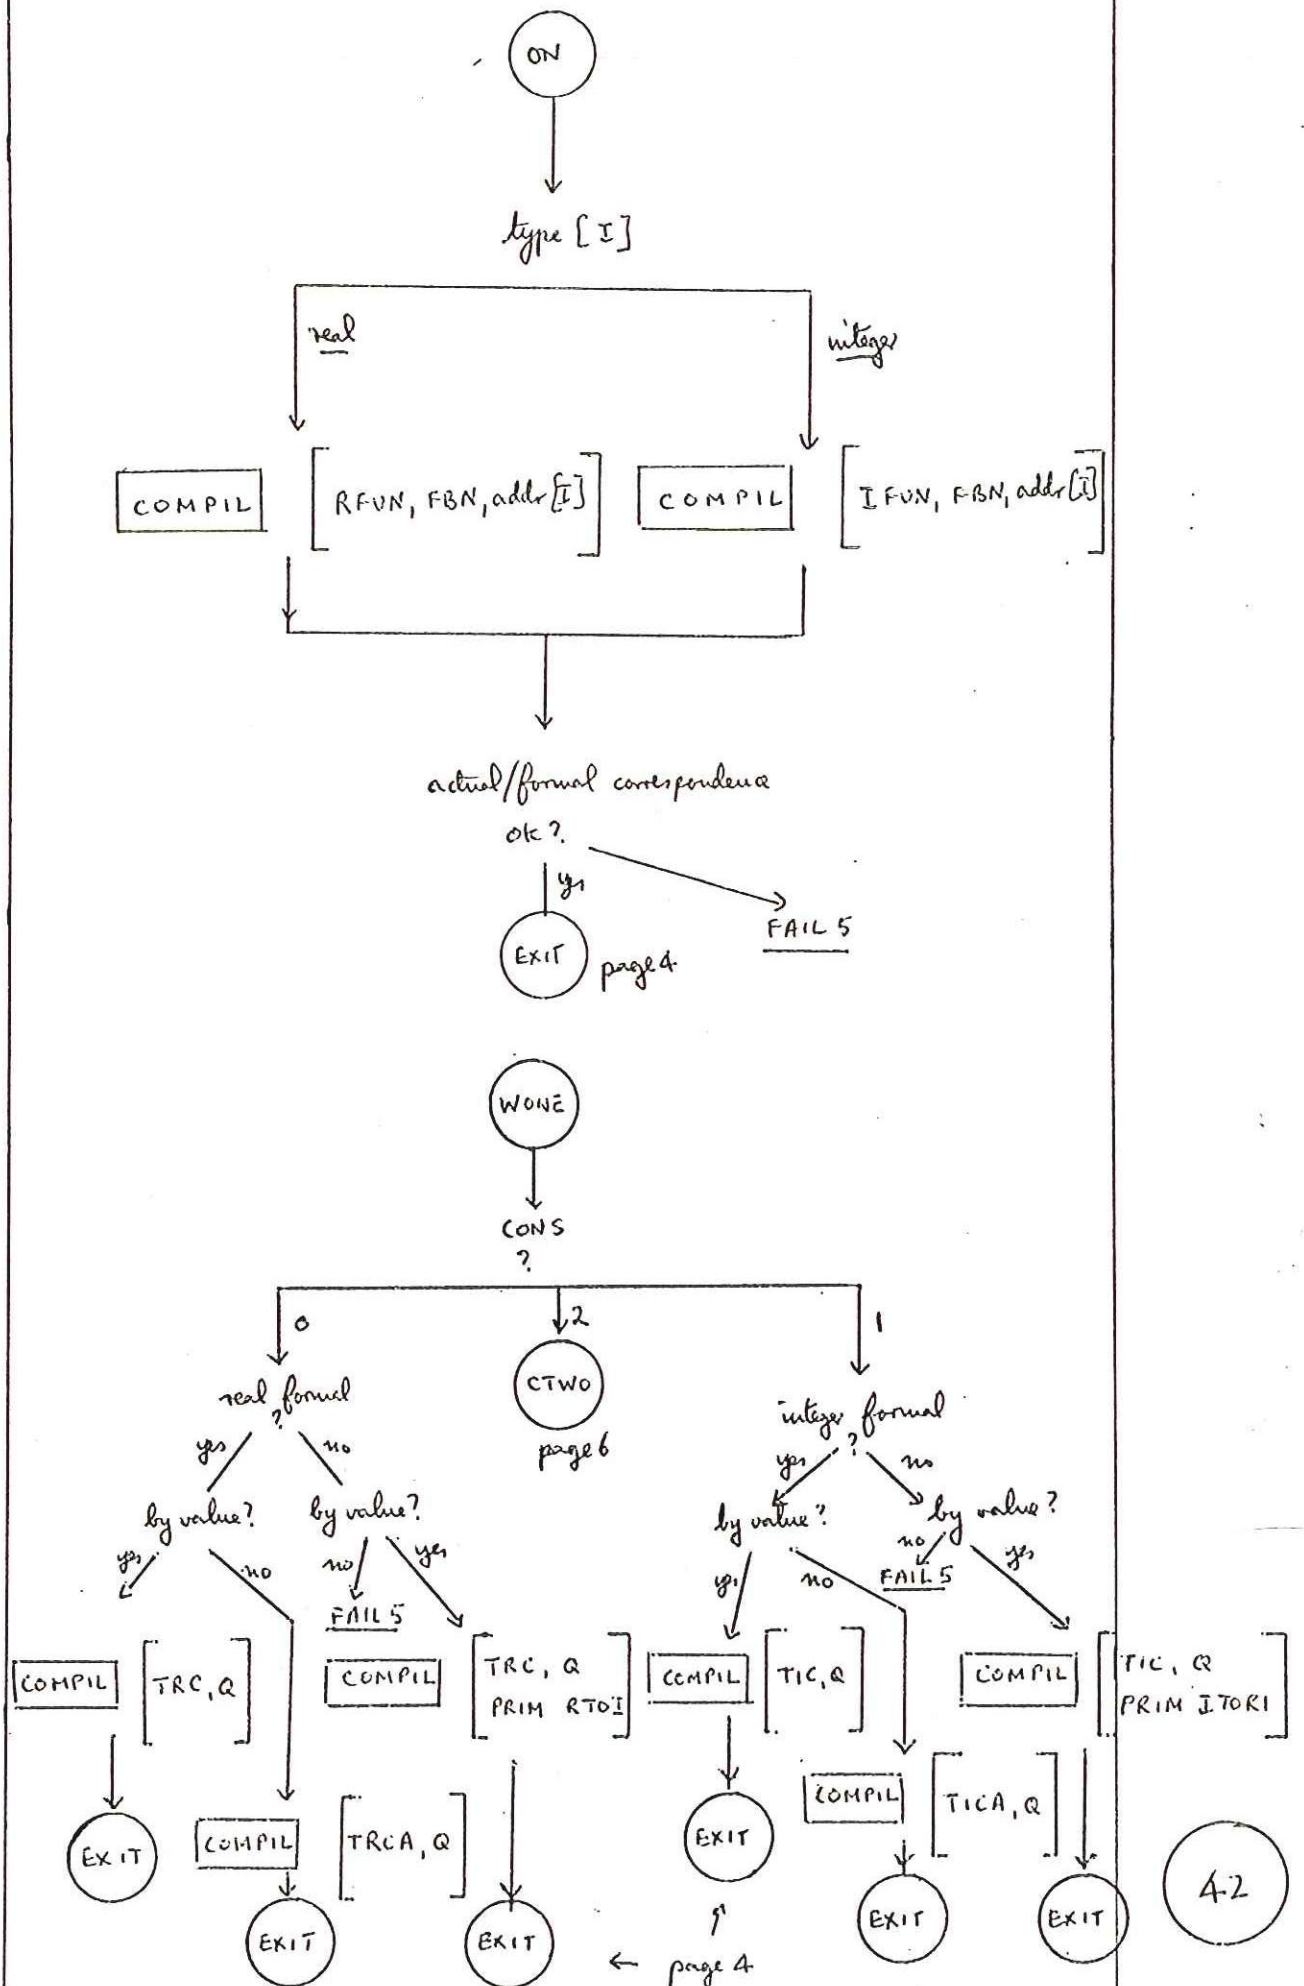 ON
type [I]
real
integer
COMPIL
[RFUN, FBN, addr[I]]
COMPIL
[IFUN, FBN, addr[I]]
actual/formal correspondence
ok?
yes
FAIL 5
EXIT
page 4
WONE
CONS
?
0
2
1
real formal
?
CTWO
integer formal
?
page 6
yes
no
yes
no
by value?
by value?
by value?
by value?
yes
no
no
yes
yes
no
no
yes
FAIL 5
FAIL 5
COMPIL
[TRC, Q]
COMPIL
[TRC, Q
PRIM RTOI]
COMPIL
[TIC, Q]
COMPIL
[TIC, Q
PRIM ITOR1]
COMPIL
[TICA, Q]
COMPIL
[TRCA, Q]
EXIT
EXIT
EXIT
EXIT
EXIT
EXIT
← page 4
42